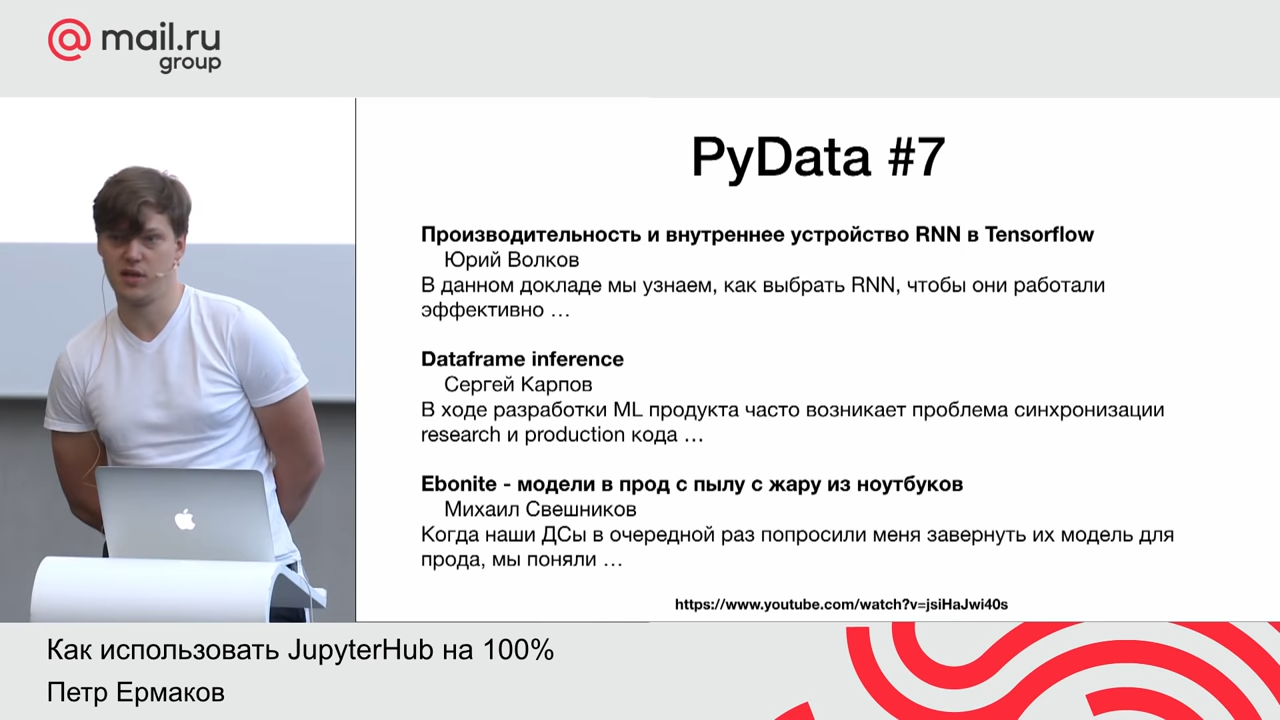 @mail.ru
group
PyData #7
Производительность и внутреннее устройство RNN в Tensorflow
Юрий Волков
В данном докладе мы узнаем, как выбрать RNN, чтобы они работали
эффективно …
Dataframe inference
Сергей Карпов
В ходе разработки ML продукта часто возникает проблема синхронизации
research и production кода …
Ebonite - модели в прод с пылу с жару из ноутбуков
Михаил Свешников
Когда наши ДСы в очередной раз попросили меня завернуть их модель для
прода, мы поняли …
https://www.youtube.com/watch?v=jsiHaJwi40s
Как использовать JupyterHub на 100%
Петр Ермаков